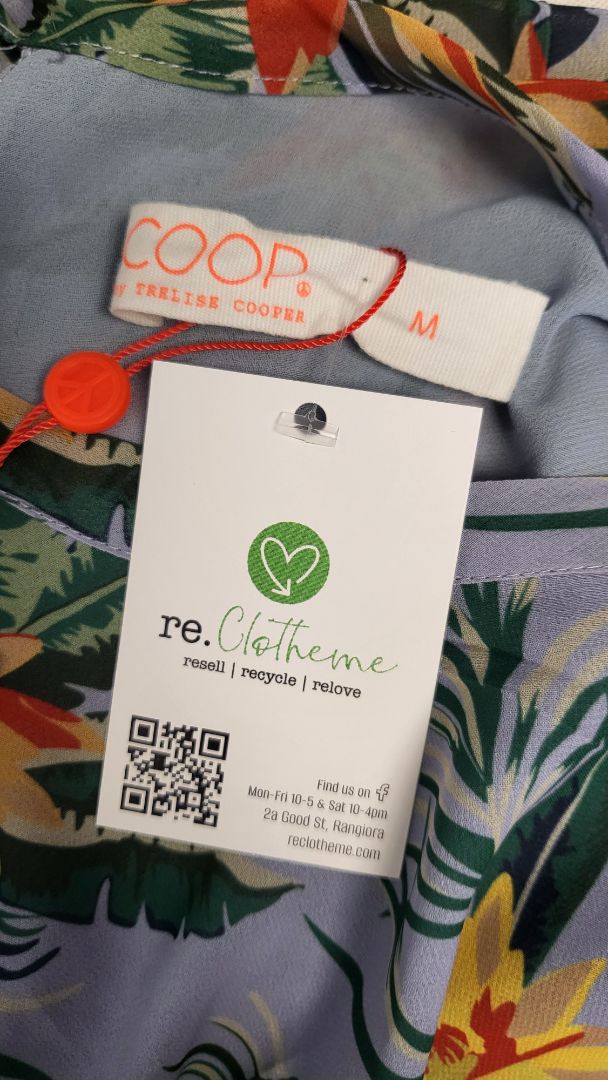 COOP.
by TRELISE COOPER
M
re.Clotheme
resell | recycle | relove
Find us on f
Mon-Fri 10-5 & Sat 10-4pm
2a Good St, Rangiora
reclotheme.com